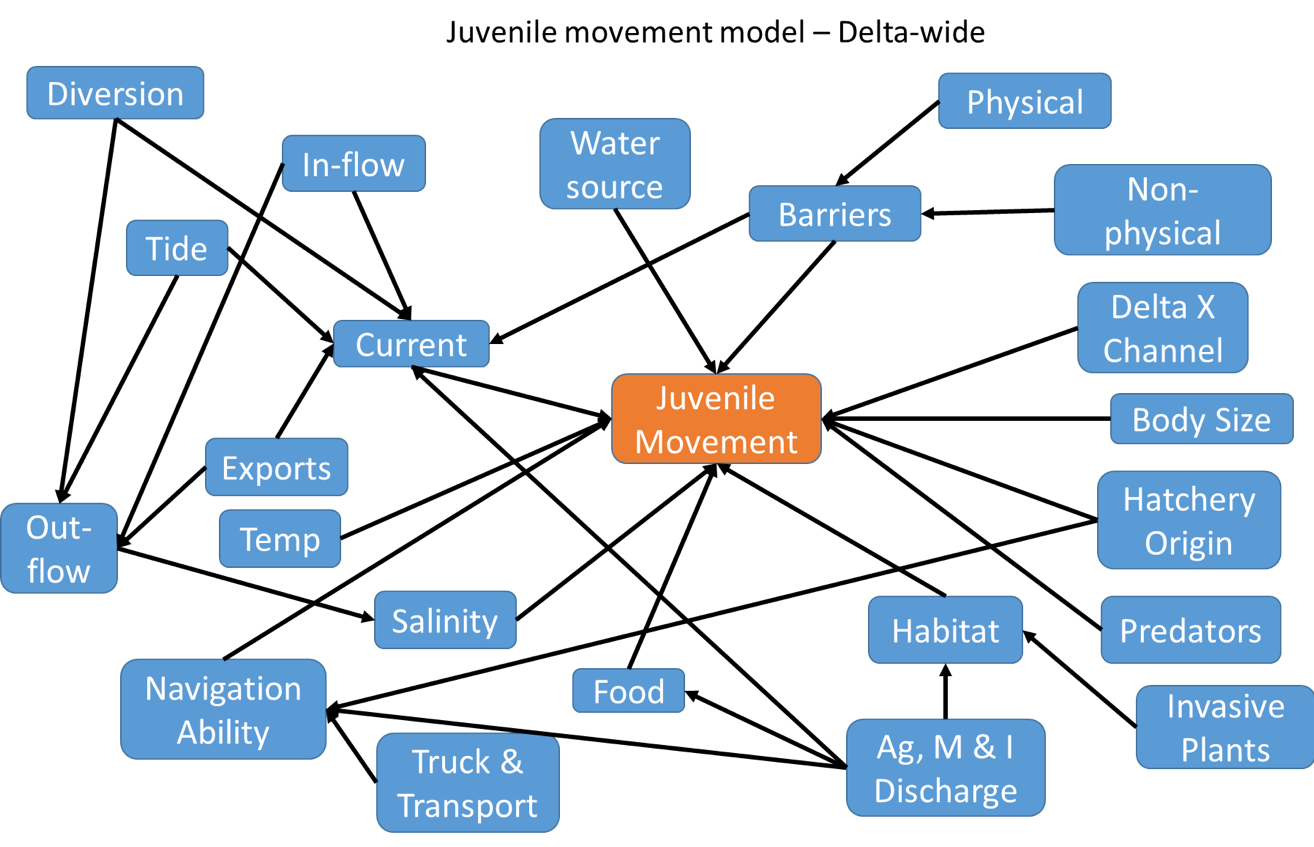 Juvenile movement model – Delta-wide
Diversion
Physical
In-flow
Water
source
Non-
physical
Barriers
Tide
Delta X
Channel
Current
Juvenile
Movement
Body Size
Exports
Hatchery
Origin
Out-
flow
Temp
Salinity
Habitat
Predators
Navigation
Ability
Food
Invasive
Plants
Truck &
Transport
Ag, M & I
Discharge